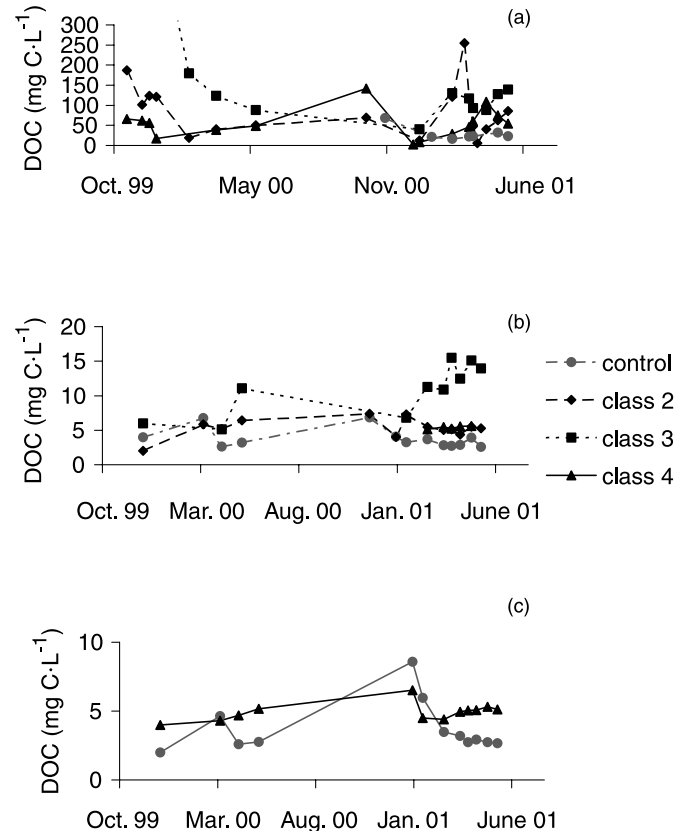 (a)
DOC (mg C·L⁻¹)
300
250
200
150
100
50
0
Oct. 99 May 00 Nov. 00 June 01
(b)
DOC (mg C·L⁻¹)
20
15
10
5
0
Oct. 99 Mar. 00 Aug. 00 Jan. 01 June 01
control
class 2
class 3
class 4
(c)
DOC (mg C·L⁻¹)
10
5
0
Oct. 99 Mar. 00 Aug. 00 Jan. 01 June 01